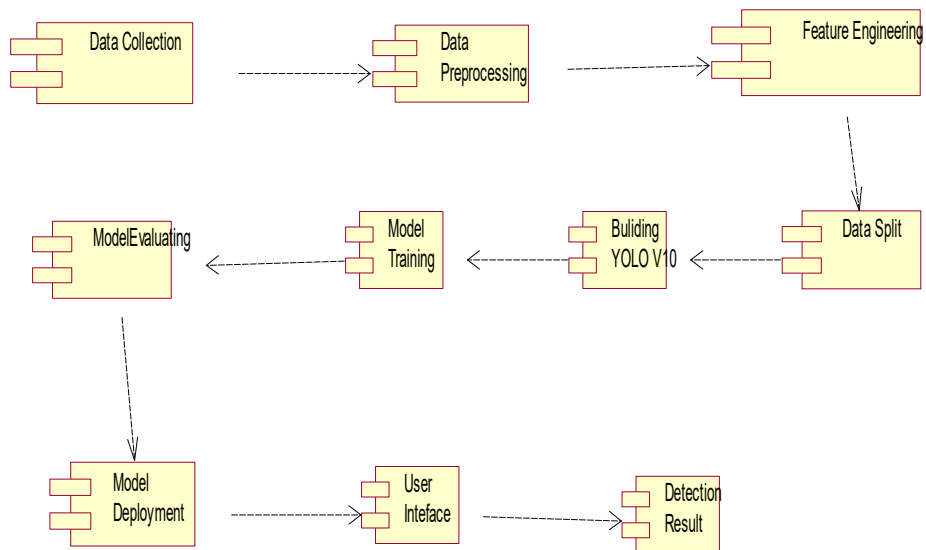 Data Collection
Data
Preprocessing
Feature Engineering
Data Split
Buliding
YOLO V10
Model
Training
ModelEvaluating
Model
Deployment
User
Inteface
Detection
Result